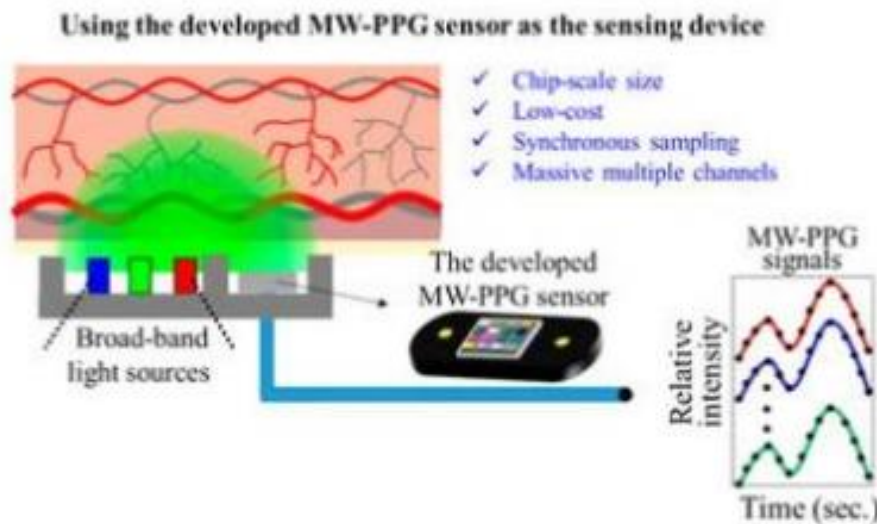 Using the developed MW-PPG sensor as the sensing device
✓ Chip-scale size
✓ Low-cost
✓ Synchronous sampling
✓ Massive multiple channels
The developed
MW-PPG sensor
Broad-band
light sources
MW-PPG
signals
Relative
intensity
Time (sec.)